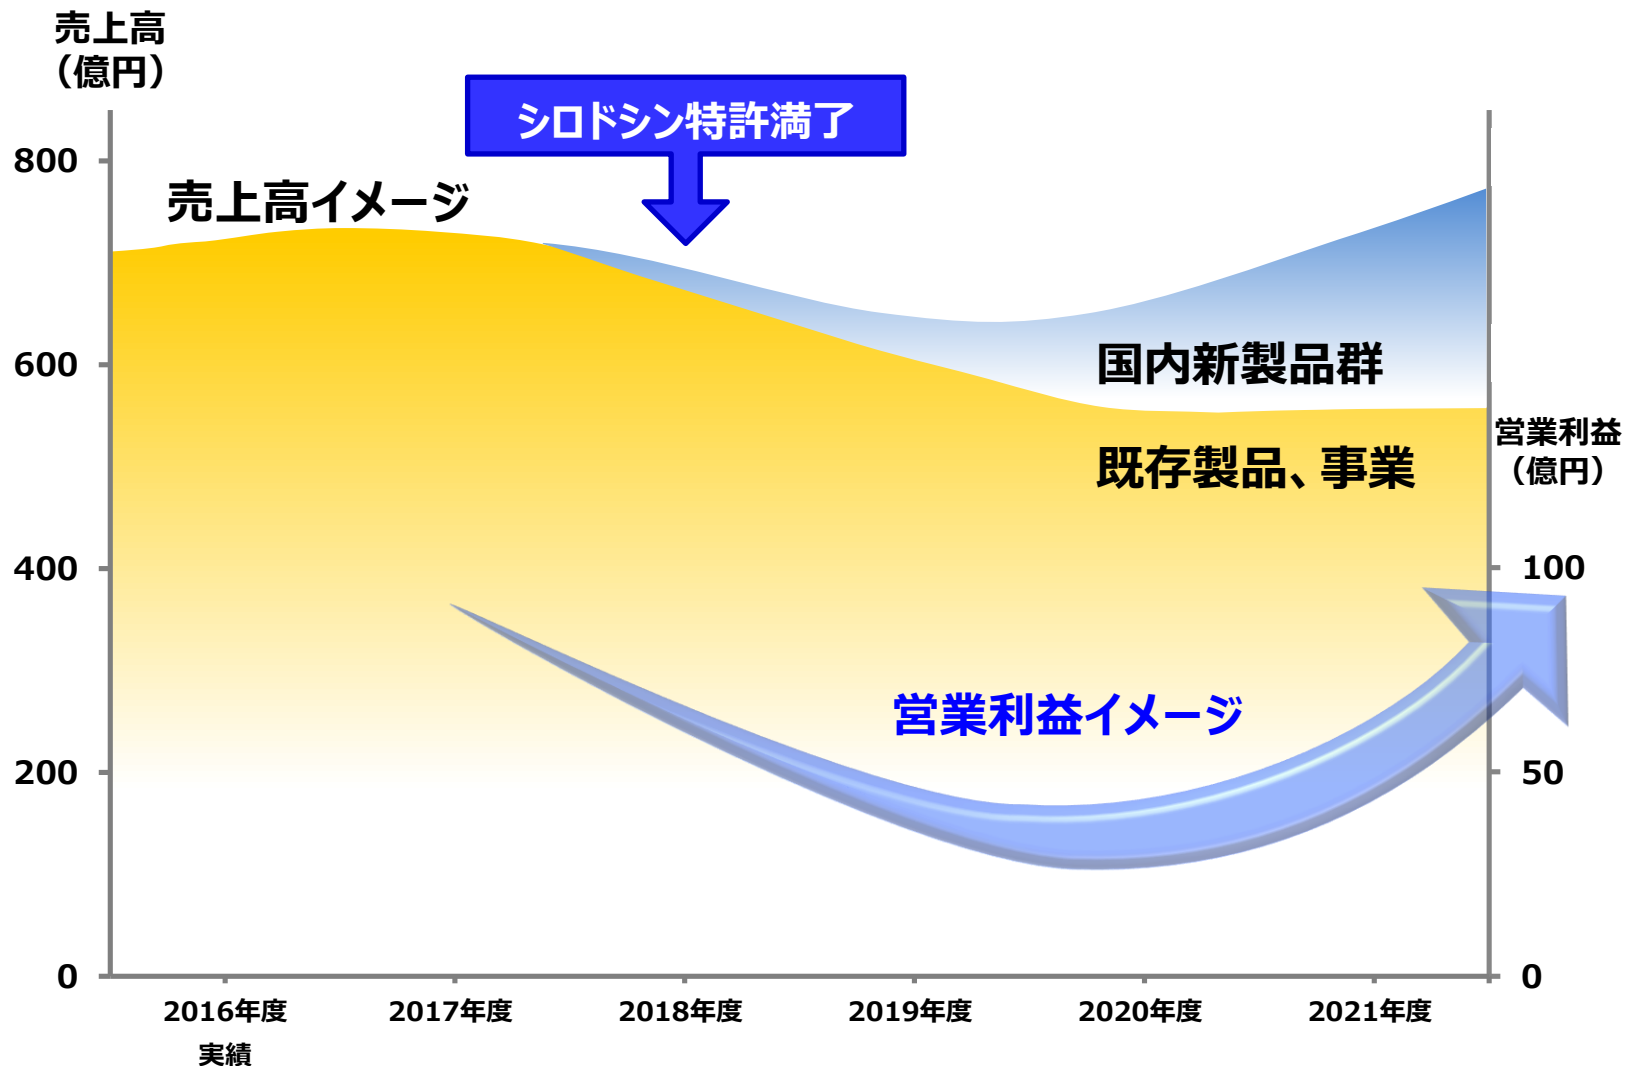 売上高
（億円）
シロドシン特許満了
800
売上高イメージ
600
国内新製品群
営業利益
（億円）
既存製品、事業
400
100
営業利益イメージ
200
50
0
0
2016年度
2017年度
2018年度
2019年度
2020年度
2021年度
実績